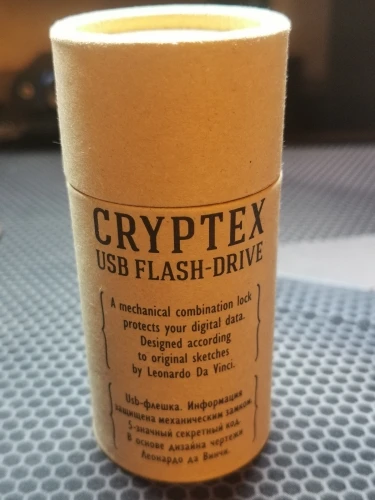 CRYPTEX
USB FLASH-DRIVE
A mechanical combination lock
protects your digital data.
Designed according
to original sketches
by Leonardo Da Vinci.
Usb-флешка. Информация
защищена механическим замком.
5-значный секретный код.
В основе дизайна чертежи
Леонардо да Винчи.